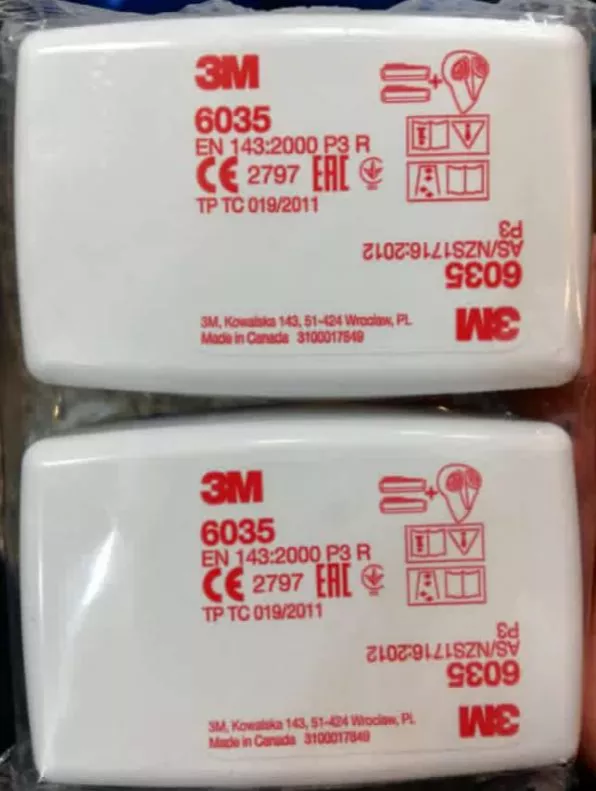 3M
6035
EN 143:2000 P3 R
CE 2797 EAC
TP TC 019/2011
P3
AS/NZS1716:2012
6035
3M
3M, Kowalska 143, 51-424 Wrocław, PL
Made in Canada 3100017849
3M
6035
EN 143:2000 P3 R
CE 2797 EAC
TP TC 019/2011
P3
AS/NZS1716:2012
6035
3M
3M, Kowalska 143, 51-424 Wrocław, PL
Made in Canada 3100017849